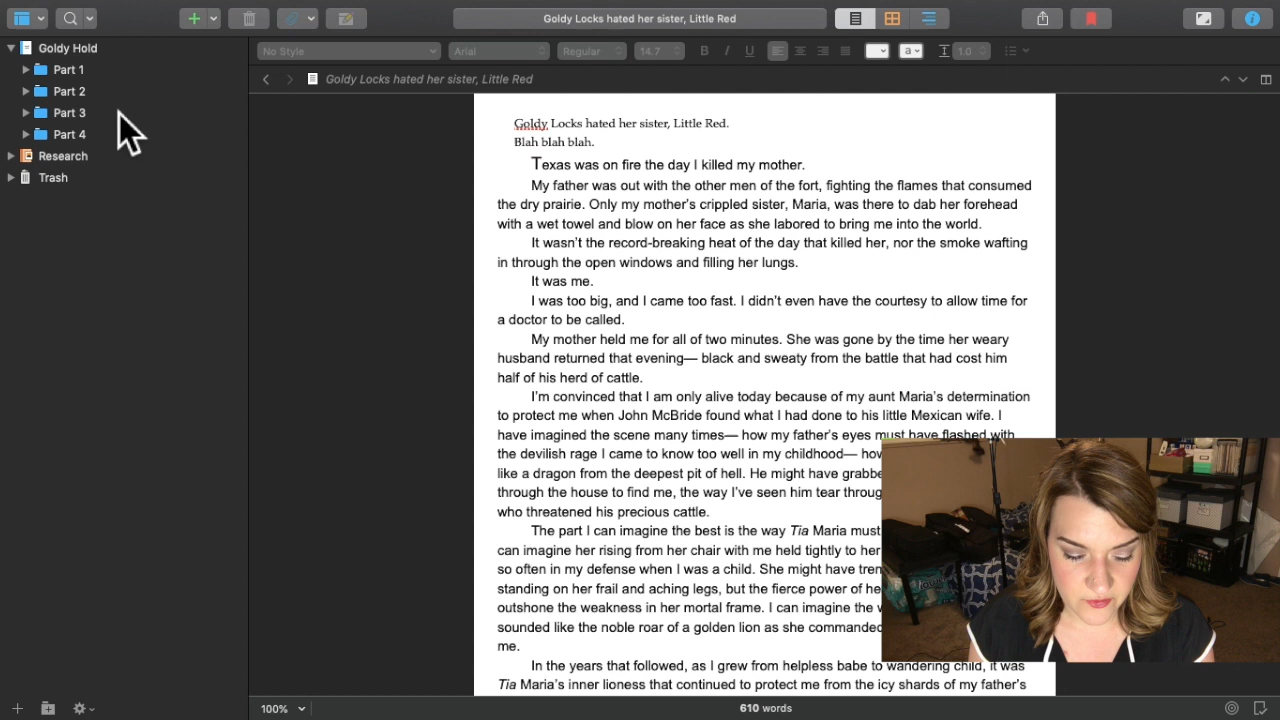 Goldy Locks hated her sister, Little Red
Goldy Hold
No Style
Arial
Regular
14.7
B I U
a
1.0
Part 1
Goldy Locks hated her sister, Little Red
Part 2
Part 3
Part 4
Research
Trash
Goldy Locks hated her sister, Little Red.
Blah blah blah.
Texas was on fire the day I killed my mother.
My father was out with the other men of the fort, fighting the flames that consumed
the dry prairie. Only my mother’s crippled sister, Maria, was there to dab her forehead
with a wet towel and blow on her face as she labored to bring me into the world.
It wasn’t the record-breaking heat of the day that killed her, nor the smoke wafting
in through the open windows and filling her lungs.
It was me.
I was too big, and I came too fast. I didn’t even have the courtesy to allow time for
a doctor to be called.
My mother held me for all of two minutes. She was gone by the time her weary
husband returned that evening— black and sweaty from the battle that had cost him
half of his herd of cattle.
I’m convinced that I am only alive today because of my aunt Maria’s determination
to protect me when John McBride found what I had done to his little Mexican wife. I
have imagined the scene many times— how my father’s eyes must have flashed with
the devilish rage I came to know too well in my childhood— how
like a dragon from the deepest pit of hell. He might have grabbe
through the house to find me, the way I’ve seen him tear throug
who threatened his precious cattle.
The part I can imagine the best is the way Tia Maria must
can imagine her rising from her chair with me held tightly to her
so often in my defense when I was a child. She might have tren
standing on her frail and aching legs, but the fierce power of he
outshone the weakness in her mortal frame. I can imagine the
sounded like the noble roar of a golden lion as she commanded
me.
In the years that followed, as I grew from helpless babe to wandering child, it was
Tia Maria’s inner lioness that continued to protect me from the icy shards of my father’s
100%
610 words